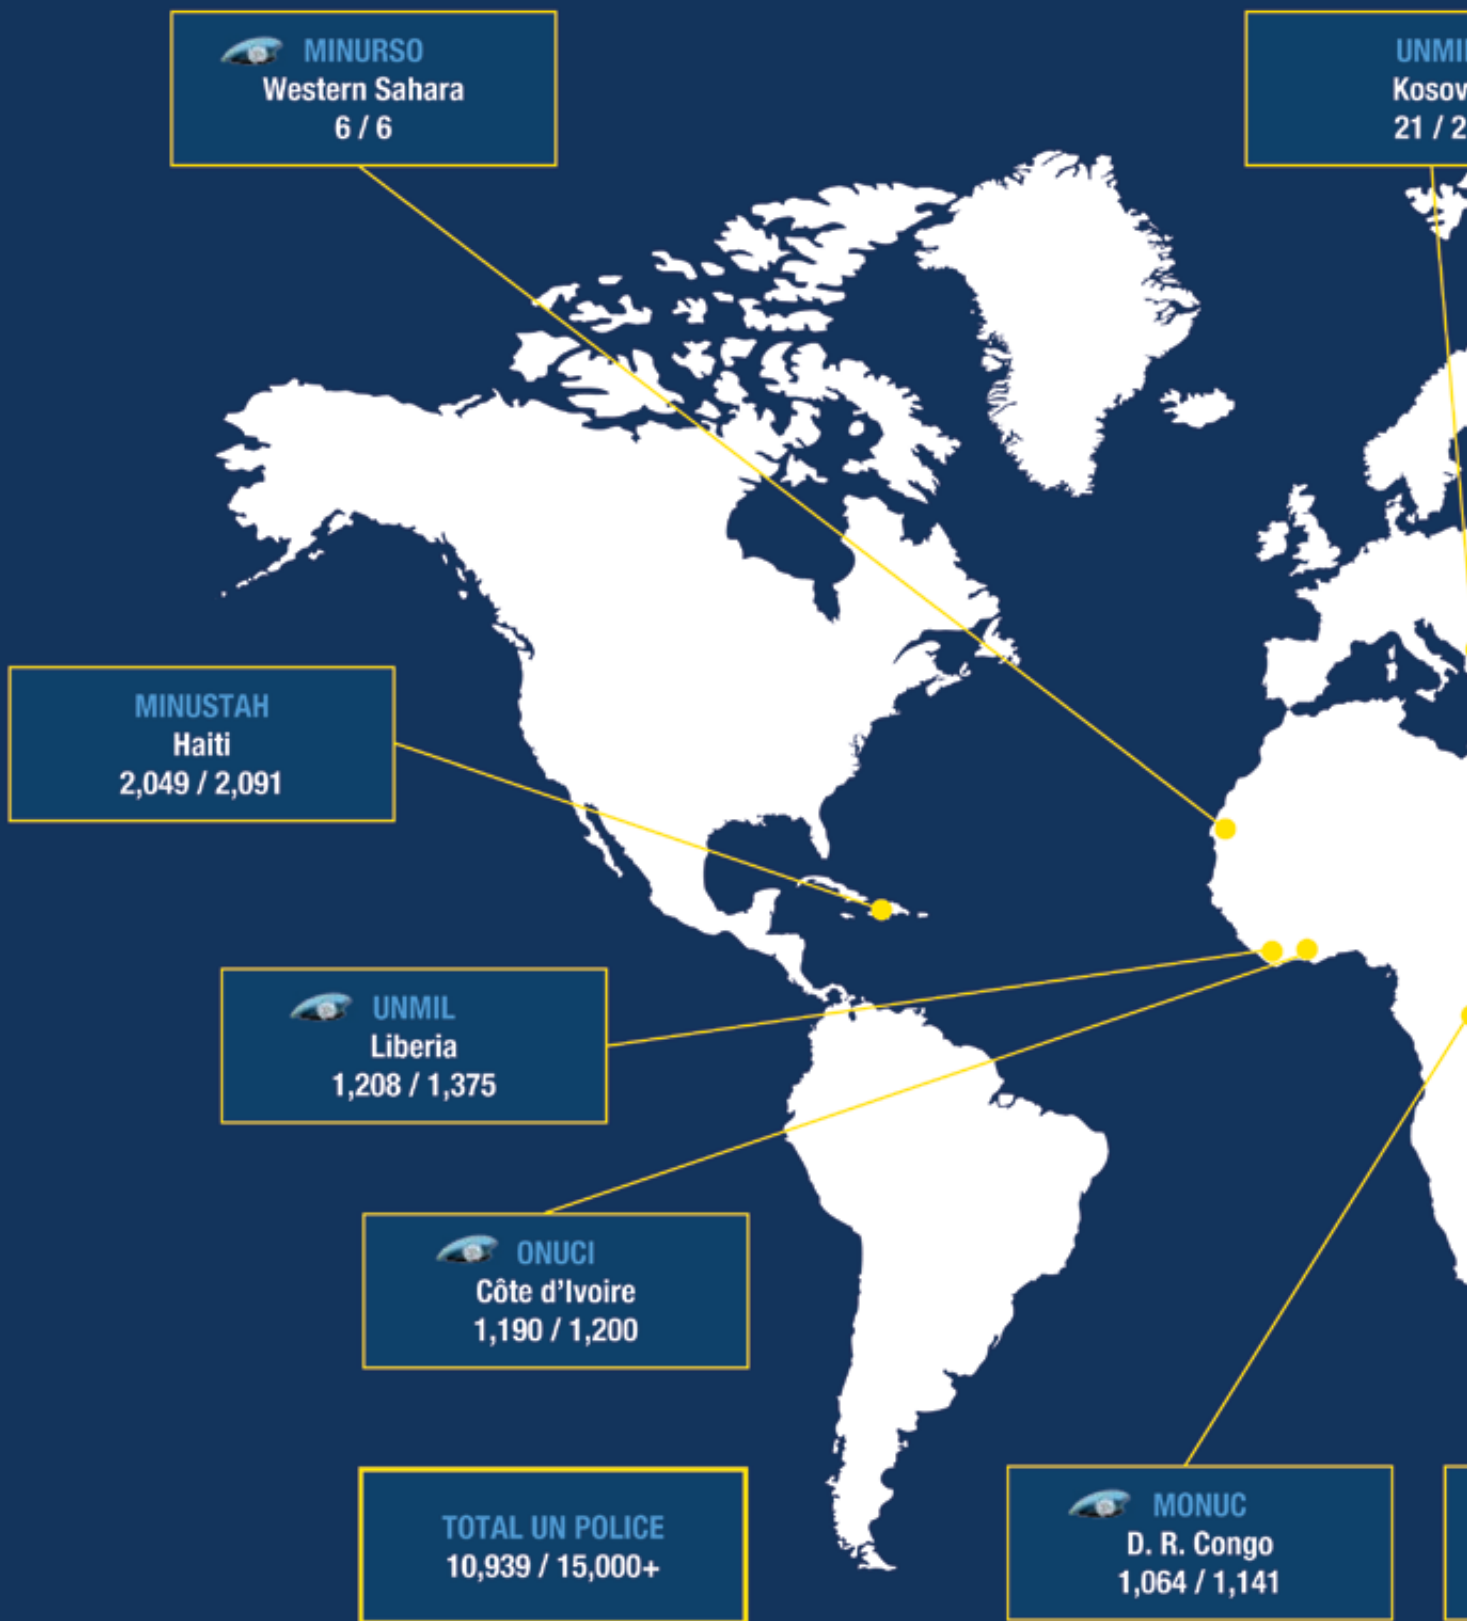 MINURSO
Western Sahara
6 / 6
MINUSTAH
Haiti
2,049 / 2,091
UNMIL
Liberia
1,208 / 1,375
ONUCI
Côte d’Ivoire
1,190 / 1,200
TOTAL UN POLICE
10,939 / 15,000+
MONUC
D. R. Congo
1,064 / 1,141
21 /